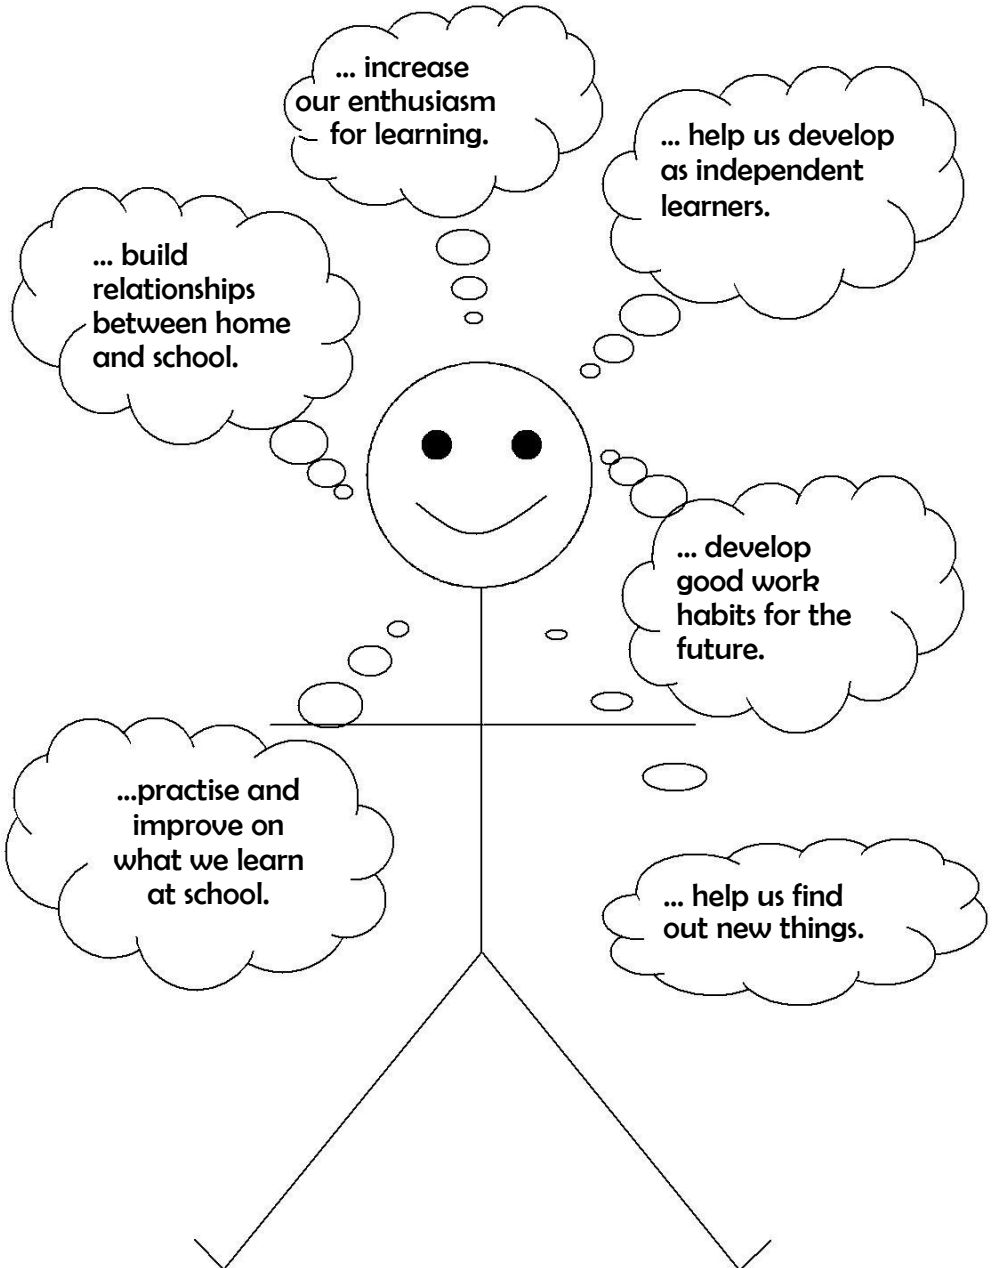 ... increase
our enthusiasm
for learning.
... help us develop
as independent
learners.
... build
relationships
between home
and school.
... develop
good work
habits for the
future.
...practise and
improve on
what we learn
at school.
... help us find
out new things.